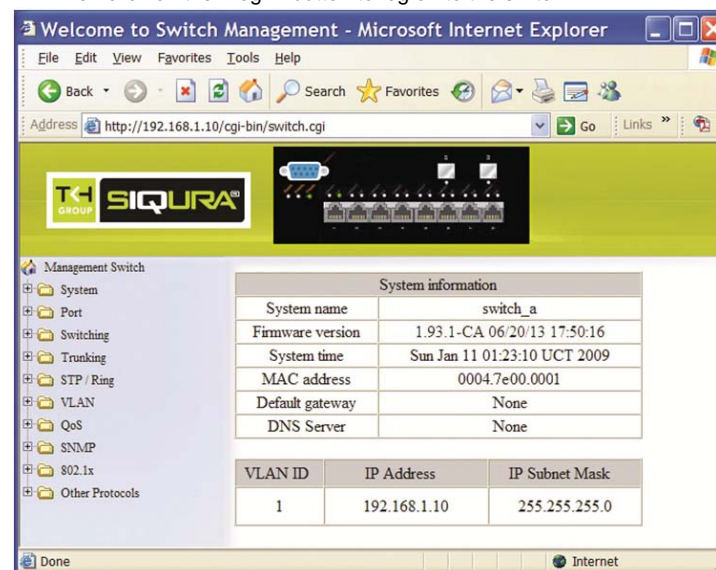 Welcome to Switch Management - Microsoft Internet Explorer
File Edit View Favorites Tools Help
Back Search Favorites
Address http://192.168.1.10/cgi-bin/switch.cgi Go Links »
TKH GROUP SIQURA®
Management Switch
System
Port
Switching
Trunking
STP / Ring
VLAN
QoS
SNMP
802.1x
Other Protocols
System information
System name switch_a
Firmware version 1.93.1-CA 06/20/13 17:50:16
System time Sun Jan 11 01:23:10 UCT 2009
MAC address 0004.7e00.0001
Default gateway None
DNS Server None
VLAN ID IP Address IP Subnet Mask
1 192.168.1.10 255.255.255.0
Done Internet